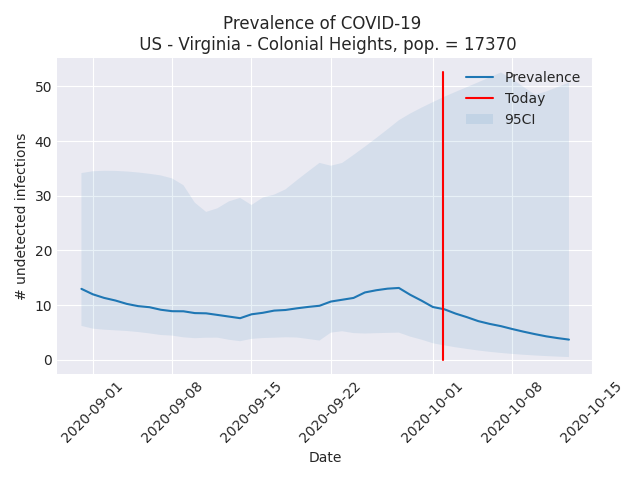 Prevalence of COVID-19
US - Virginia - Colonial Heights, pop. = 17370
# undetected infections
50
40
30
20
10
0
Prevalence
Today
95CI
2020-09-01
2020-09-08
2020-09-15
2020-09-22
2020-10-01
2020-10-08
2020-10-15
Date